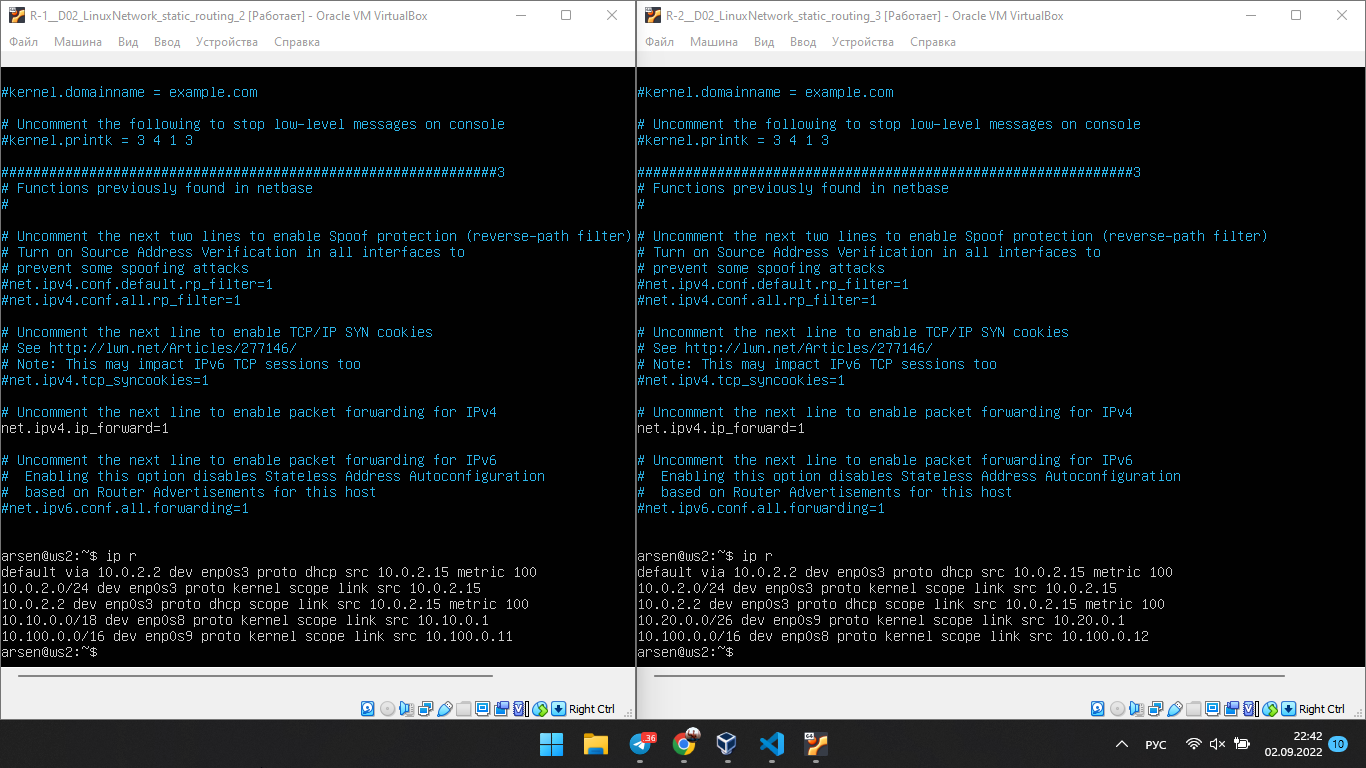 R-1__D02_LinuxNetwork_static_routing_2 [Работает] - Oracle VM VirtualBox
Файл Машина Вид Ввод Устройства Справка
#kernel.domainname = example.com
# Uncomment the following to stop low-level messages on console
#kernel.printk = 3 4 1 3
##############################################################3
# Functions previously found in netbase
#
# Uncomment the next two lines to enable Spoof protection (reverse-path filter)
# Turn on Source Address Verification in all interfaces to
# prevent some spoofing attacks
#net.ipv4.conf.default.rp_filter=1
#net.ipv4.conf.all.rp_filter=1
# Uncomment the next line to enable TCP/IP SYN cookies
# See http://lwn.net/Articles/277146/
# Note: This may impact IPv6 TCP sessions too
#net.ipv4.tcp_syncookies=1
# Uncomment the next line to enable packet forwarding for IPv4
net.ipv4.ip_forward=1
# Uncomment the next line to enable packet forwarding for IPv6
#  Enabling this option disables Stateless Address Autoconfiguration
#  based on Router Advertisements for this host
#net.ipv6.conf.all.forwarding=1
arsen@ws2:~$ ip r
default via 10.0.2.2 dev enp0s3 proto dhcp src 10.0.2.15 metric 100
10.0.2.0/24 dev enp0s3 proto kernel scope link src 10.0.2.15
10.0.2.2 dev enp0s3 proto dhcp scope link src 10.0.2.15 metric 100
10.10.0.0/18 dev enp0s8 proto kernel scope link src 10.10.0.1
10.100.0.0/16 dev enp0s9 proto kernel scope link src 10.100.0.11
arsen@ws2:~$
Right Ctrl
R-2__D02_LinuxNetwork_static_routing_3 [Работает] - Oracle VM VirtualBox
Файл Машина Вид Ввод Устройства Справка
#kernel.domainname = example.com
# Uncomment the following to stop low-level messages on console
#kernel.printk = 3 4 1 3
##############################################################3
# Functions previously found in netbase
#
# Uncomment the next two lines to enable Spoof protection (reverse-path filter)
# Turn on Source Address Verification in all interfaces to
# prevent some spoofing attacks
#net.ipv4.conf.default.rp_filter=1
#net.ipv4.conf.all.rp_filter=1
# Uncomment the next line to enable TCP/IP SYN cookies
# See http://lwn.net/Articles/277146/
# Note: This may impact IPv6 TCP sessions too
#net.ipv4.tcp_syncookies=1
# Uncomment the next line to enable packet forwarding for IPv4
net.ipv4.ip_forward=1
# Uncomment the next line to enable packet forwarding for IPv6
#  Enabling this option disables Stateless Address Autoconfiguration
#  based on Router Advertisements for this host
#net.ipv6.conf.all.forwarding=1
arsen@ws2:~$ ip r
default via 10.0.2.2 dev enp0s3 proto dhcp src 10.0.2.15 metric 100
10.0.2.0/24 dev enp0s3 proto kernel scope link src 10.0.2.15
10.0.2.2 dev enp0s3 proto dhcp scope link src 10.0.2.15 metric 100
10.20.0.0/26 dev enp0s9 proto kernel scope link src 10.20.0.1
10.100.0.0/16 dev enp0s8 proto kernel scope link src 10.100.0.12
arsen@ws2:~$
Right Ctrl
36
РУС
22:42
02.09.2022
10